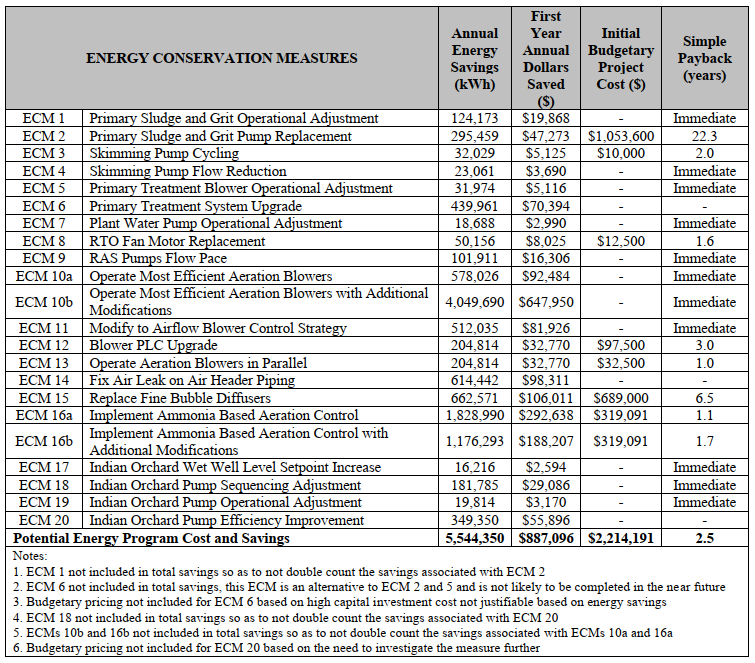 ENERGY CONSERVATION MEASURES Annual Energy Savings (kWh) First Year Annual Dollars Saved ($) Initial Budgetary Project Cost ($) Simple Payback (years)
ECM 1 Primary Sludge and Grit Operational Adjustment 124,173 $19,868 - Immediate
ECM 2 Primary Sludge and Grit Pump Replacement 295,459 $47,273 $1,053,600 22.3
ECM 3 Skimming Pump Cycling 32,029 $5,125 $10,000 2.0
ECM 4 Skimming Pump Flow Reduction 23,061 $3,690 - Immediate
ECM 5 Primary Treatment Blower Operational Adjustment 31,974 $5,116 - Immediate
ECM 6 Primary Treatment System Upgrade 439,961 $70,394 - -
ECM 7 Plant Water Pump Operational Adjustment 18,688 $2,990 - Immediate
ECM 8 RTO Fan Motor Replacement 50,156 $8,025 $12,500 1.6
ECM 9 RAS Pumps Flow Pace 101,911 $16,306 - Immediate
ECM 10a Operate Most Efficient Aeration Blowers 578,026 $92,484 - Immediate
ECM 10b Operate Most Efficient Aeration Blowers with Additional Modifications 4,049,690 $647,950 - Immediate
ECM 11 Modify to Airflow Blower Control Strategy 512,035 $81,926 - Immediate
ECM 12 Blower PLC Upgrade 204,814 $32,770 $97,500 3.0
ECM 13 Operate Aeration Blowers in Parallel 204,814 $32,770 $32,500 1.0
ECM 14 Fix Air Leak on Air Header Piping 614,442 $98,311 - -
ECM 15 Replace Fine Bubble Diffusers 662,571 $106,011 $689,000 6.5
ECM 16a Implement Ammonia Based Aeration Control 1,828,990 $292,638 $319,091 1.1
ECM 16b Implement Ammonia Based Aeration Control with Additional Modifications 1,176,293 $188,207 $319,091 1.7
ECM 17 Indian Orchard Wet Well Level Setpoint Increase 16,216 $2,594 - Immediate
ECM 18 Indian Orchard Pump Sequencing Adjustment 181,785 $29,086 - Immediate
ECM 19 Indian Orchard Pump Operational Adjustment 19,814 $3,170 - Immediate
ECM 20 Indian Orchard Pump Efficiency Improvement 349,350 $55,896 - -
Potential Energy Program Cost and Savings 5,544,350 $887,096 $2,214,191 2.5
Notes:
1. ECM 1 not included in total savings so as to not double count the savings associated with ECM 2
2. ECM 6 not included in total savings, this ECM is an alternative to ECM 2 and 5 and is not likely to be completed in the near future
3. Budgetary pricing not included for ECM 6 based on high capital investment cost not justifiable based on energy savings
4. ECM 18 not included in total savings so as to not double count the savings associated with ECM 20
5. ECMs 10b and 16b not included in total savings so as to not double count the savings associated with ECMs 10a and 16a
6. Budgetary pricing not included for ECM 20 based on the need to investigate the measure further